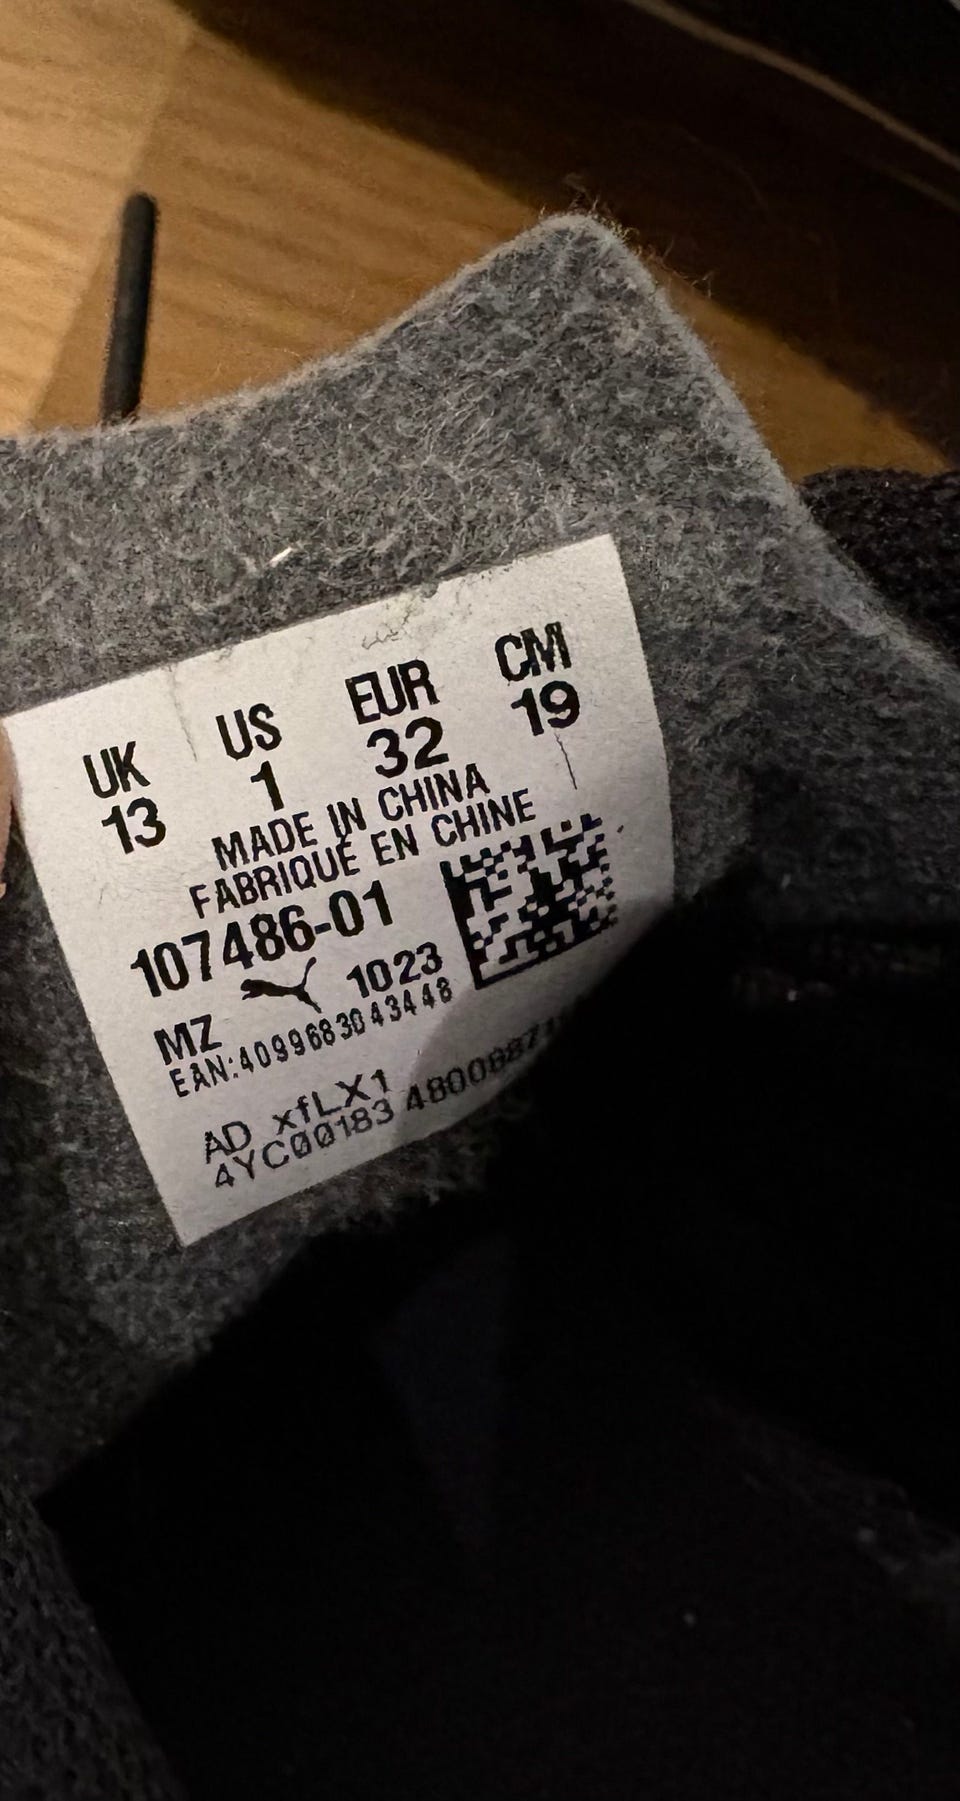 UK US EUR CM
13 1 32 19
MADE IN CHINA
FABRIQUÉ EN CHINE
107486-01
MZ 1023
EAN:4099683043448
AD xfLX1
4YC00183